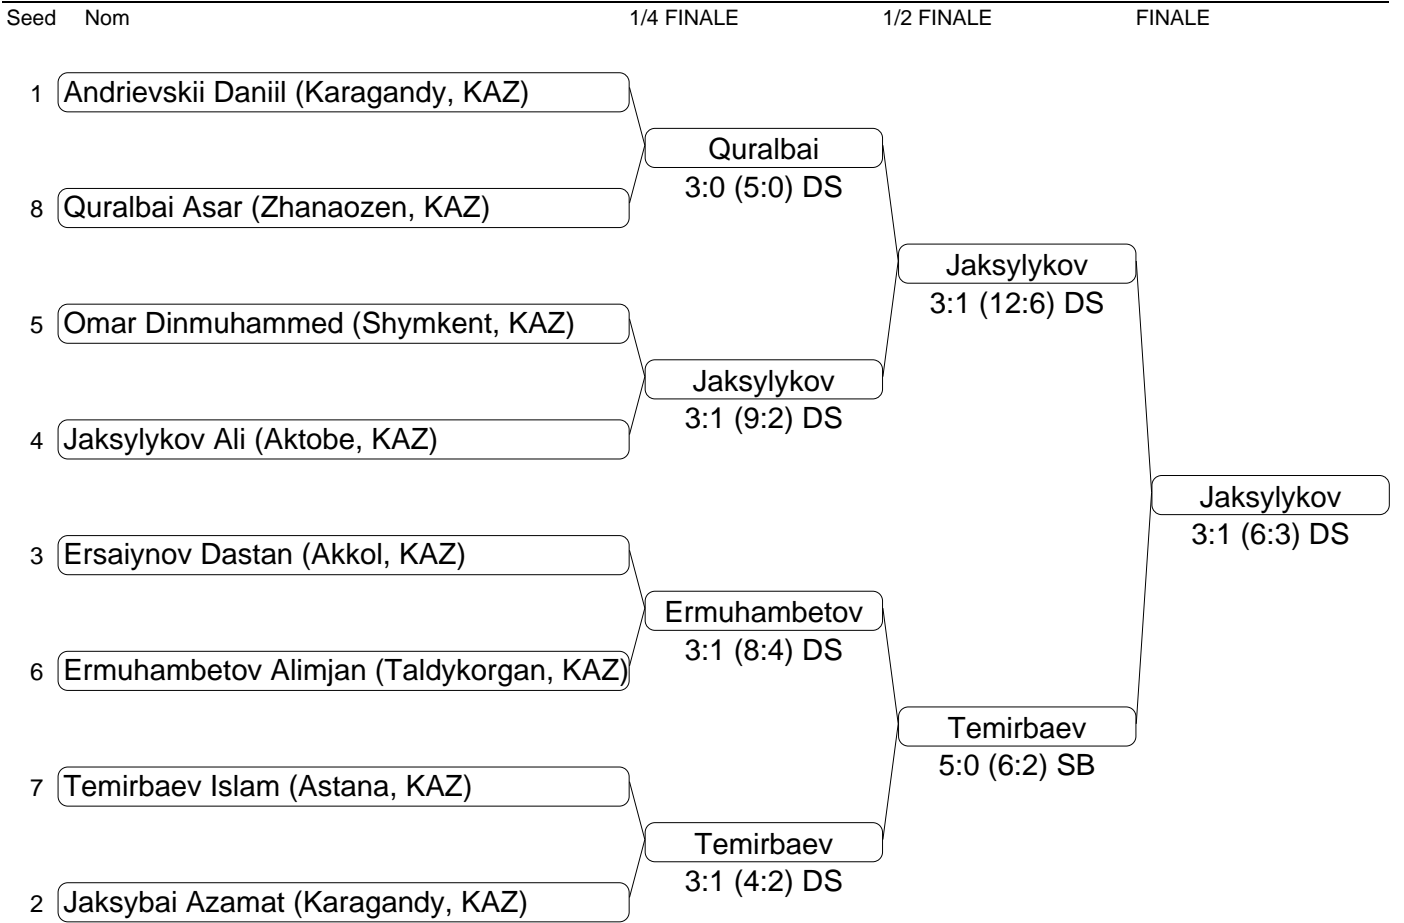 Seed Nom 1/4 FINALE 1/2 FINALE FINALE
1 Andrievskii Daniil (Karagandy, KAZ)
Quralbai
3:0 (5:0) DS
8 Quralbai Asar (Zhanaozen, KAZ)
Jaksylykov
3:1 (12:6) DS
5 Omar Dinmuhammed (Shymkent, KAZ)
Jaksylykov
3:1 (9:2) DS
4 Jaksylykov Ali (Aktobe, KAZ)
Jaksylykov
3:1 (6:3) DS
3 Ersaiynov Dastan (Akkol, KAZ)
Ermuhambetov
3:1 (8:4) DS
6 Ermuhambetov Alimjan (Taldykorgan, KAZ)
Temirbaev
5:0 (6:2) SB
7 Temirbaev Islam (Astana, KAZ)
Temirbaev
3:1 (4:2) DS
2 Jaksybai Azamat (Karagandy, KAZ)